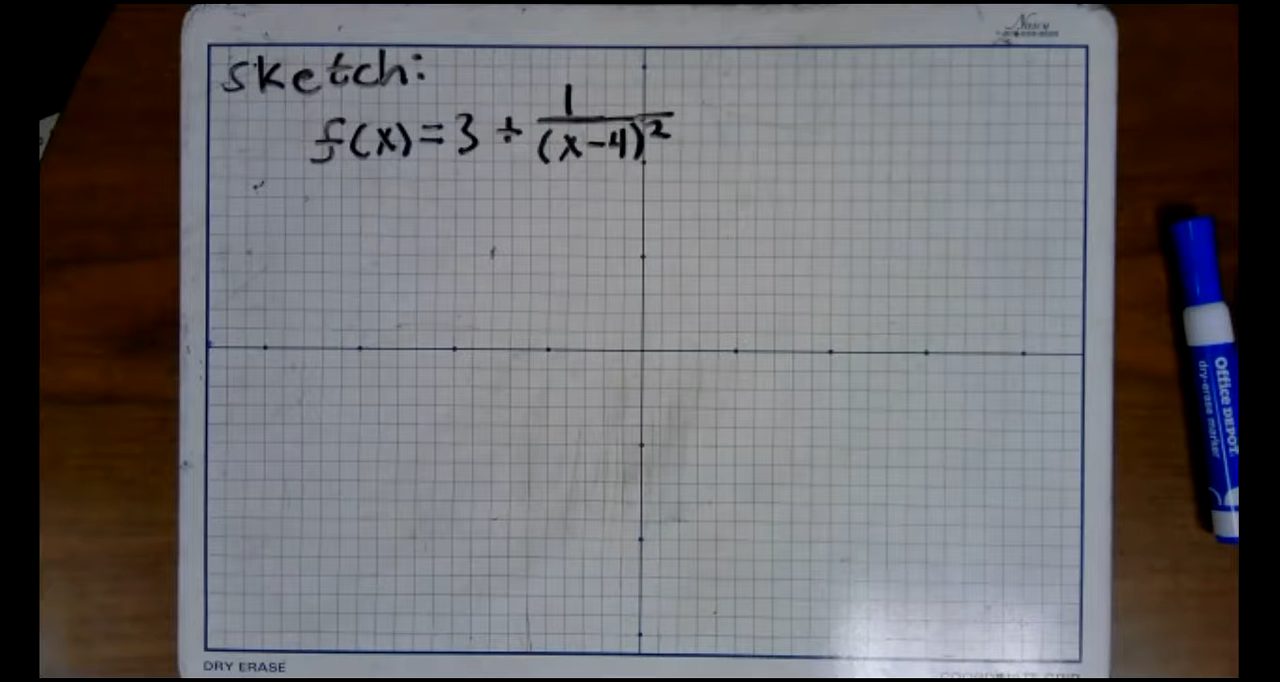 Sketch:
f(x) = 3 + 1/(x-4)²
Office DEPOT
dry-erase marker
DRY ERASE